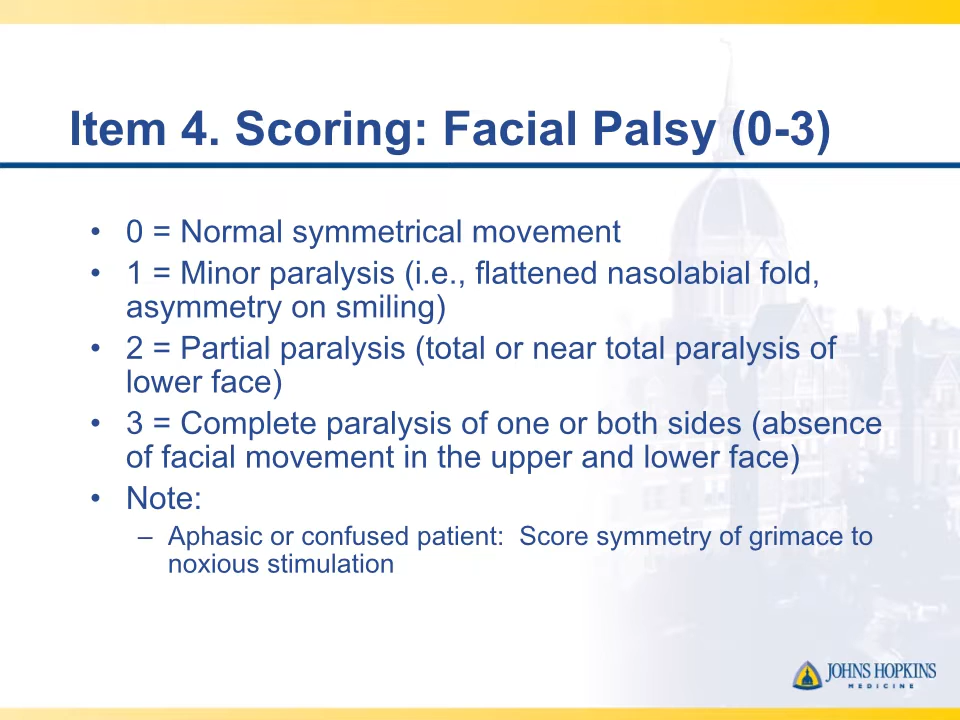 Item 4. Scoring: Facial Palsy (0-3)
• 0 = Normal symmetrical movement
• 1 = Minor paralysis (i.e., flattened nasolabial fold,
asymmetry on smiling)
• 2 = Partial paralysis (total or near total paralysis of
lower face)
• 3 = Complete paralysis of one or both sides (absence
of facial movement in the upper and lower face)
• Note:
– Aphasic or confused patient:  Score symmetry of grimace to
noxious stimulation
JOHNS HOPKINS
MEDICINE